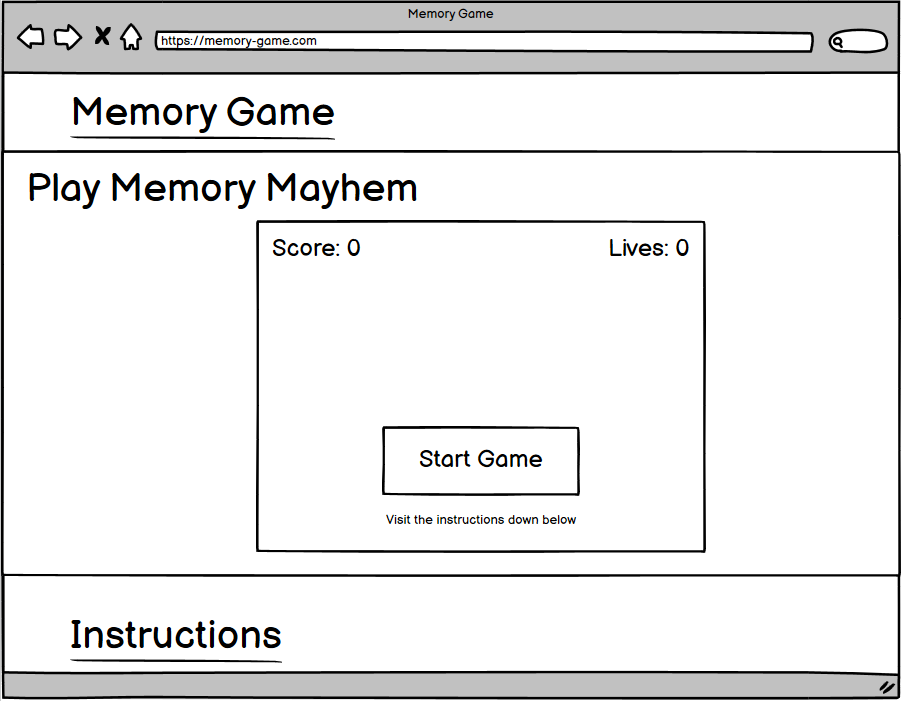 Memory Game
https://memory-game.com
Memory Game
Play Memory Mayhem
Score: 0 Lives: 0
Start Game
Visit the instructions down below
Instructions